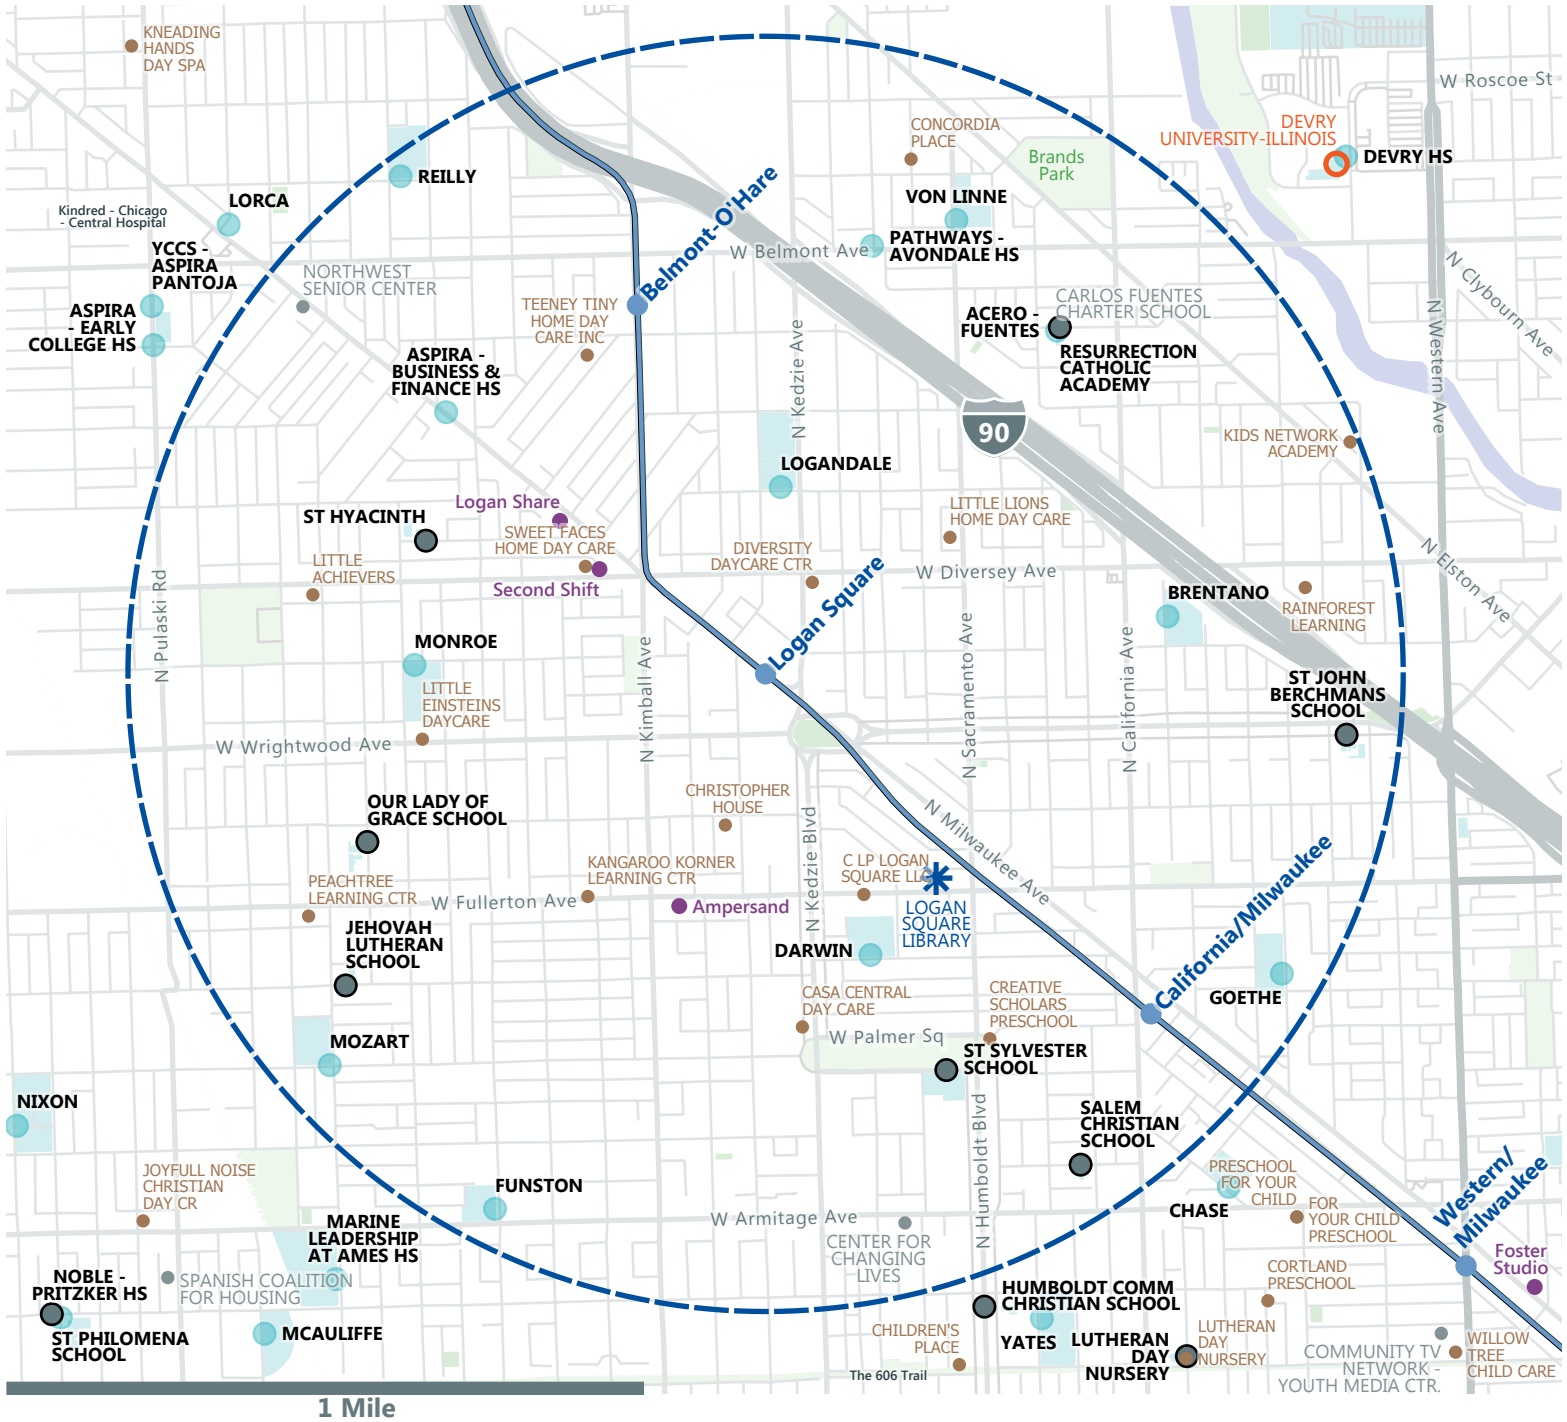 KNEADING
HANDS
DAY SPA
W Roscoe St
DEVRY
UNIVERSITY-ILLINOIS
DEVRY HS
CONCORDIA
PLACE
Brands
Park
REILLY
LORCA
Kindred - Chicago
- Central Hospital
VON LINNE
PATHWAYS -
AVONDALE HS
W Belmont Ave
Belmont-O'Hare
YCCS -
ASPIRA
PANTOJA
NORTHWEST
SENIOR CENTER
ASPIRA
- EARLY
COLLEGE HS
TEENEY TINY
HOME DAY
CARE INC
ACERO -
FUENTES
CARLOS FUENTES
CHARTER SCHOOL
RESURRECTION
CATHOLIC
ACADEMY
N Clybourn Ave
N Western Ave
N Kedzie Ave
ASPIRA -
BUSINESS &
FINANCE HS
90
KIDS NETWORK
ACADEMY
LOGANDALE
Logan Share
ST HYACINTH
SWEET FACES
HOME DAY CARE
LITTLE LIONS
HOME DAY CARE
DIVERSITY
DAYCARE CTR
LITTLE
ACHIEVERS
Second Shift
W Diversey Ave
N Elston Ave
BRENTANO
RAINFOREST
LEARNING
Logan Square
N Pulaski Rd
MONROE
N Kimball Ave
N Sacramento Ave
N California Ave
LITTLE
EINSTEINS
DAYCARE
ST JOHN
BERCHMANS
SCHOOL
W Wrightwood Ave
OUR LADY OF
GRACE SCHOOL
CHRISTOPHER
HOUSE
N Milwaukee Ave
N Kedzie Blvd
KANGAROO KORNER
LEARNING CTR
C LP LOGAN
SQUARE LLC
PEACHTREE
LEARNING CTR
W Fullerton Ave
Ampersand
LOGAN
SQUARE
LIBRARY
California/Milwaukee
JEHOVAH
LUTHERAN
SCHOOL
DARWIN
GOETHE
CASA CENTRAL
DAY CARE
CREATIVE
SCHOLARS
PRESCHOOL
W Palmer Sq
MOZART
ST SYLVESTER
SCHOOL
NIXON
N Humboldt Blvd
SALEM
CHRISTIAN
SCHOOL
JOYFULL NOISE
CHRISTIAN
DAY CR
FUNSTON
PRESCHOOL
FOR YOUR
CHILD
CHASE
FOR
YOUR CHILD
PRESCHOOL
Western/
Milwaukee
MARINE
LEADERSHIP
AT AMES HS
W Armitage Ave
CENTER FOR
CHANGING
LIVES
Foster
Studio
NOBLE -
PRITZKER HS
SPANISH COALITION
FOR HOUSING
CORTLAND
PRESCHOOL
HUMBOLDT COMM
CHRISTIAN SCHOOL
ST PHILOMENA
SCHOOL
MCAULIFFE
CHILDREN'S
PLACE
YATES
LUTHERAN
DAY
NURSERY
LUTHERAN
DAY
NURSERY
COMMUNITY TV
NETWORK -
YOUTH MEDIA CTR.
WILLOW
TREE
CHILD CARE
The 606 Trail
1 Mile